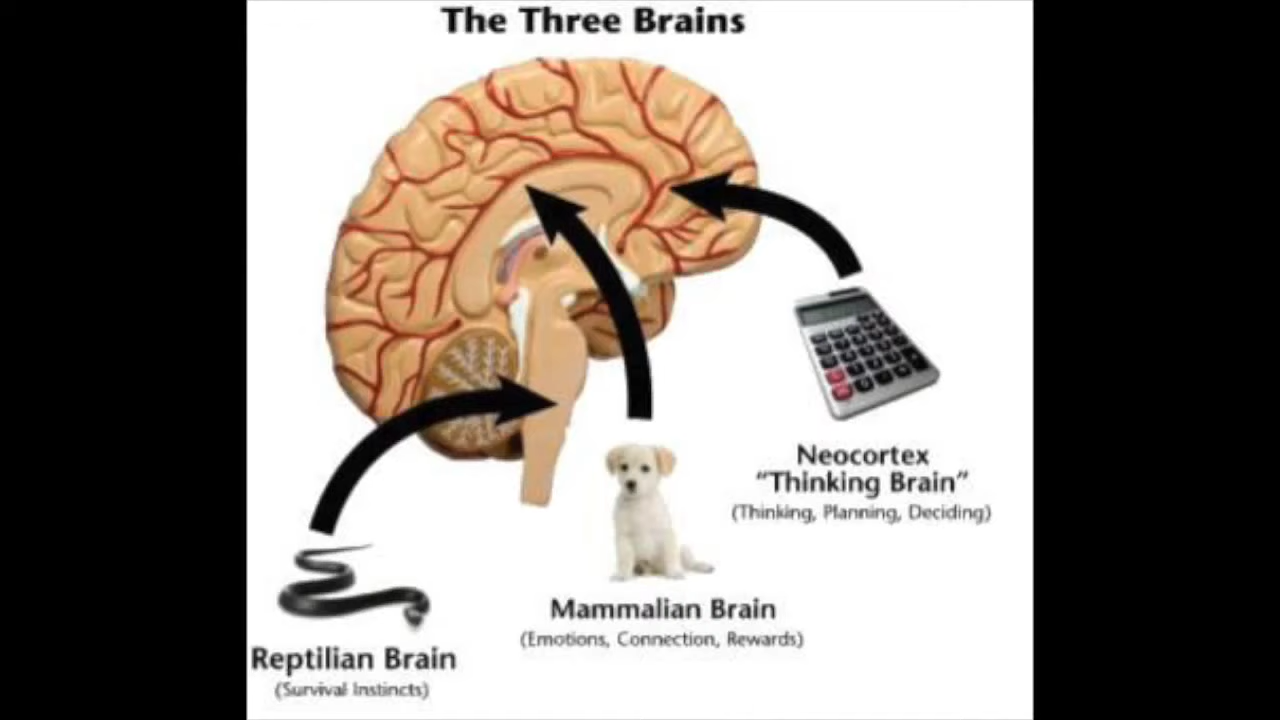 The Three Brains
Neocortex
“Thinking Brain”
(Thinking, Planning, Deciding)
Mammalian Brain
(Emotions, Connection, Rewards)
Reptilian Brain
(Survival Instincts)